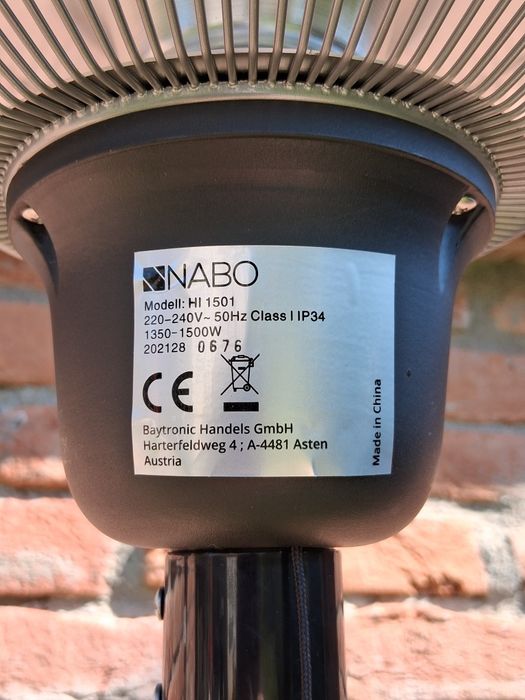 NABO
Modell: HI 1501
220-240V~ 50Hz Class I IP34
1350-1500W
202128 0676
CE
Baytronic Handels GmbH
Harterfeldweg 4 ; A-4481 Asten
Austria
Made in China